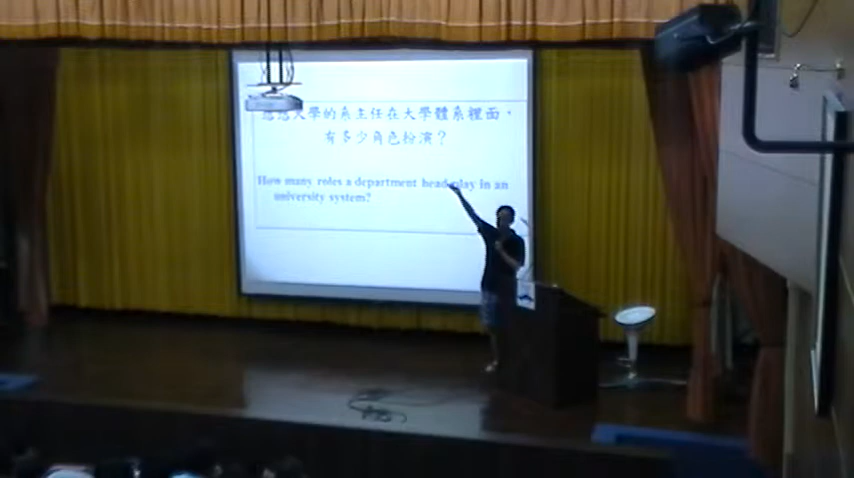 大學的系主任在大學體系裡面，
有多少角色扮演？
How many roles a department head play in an
university system?